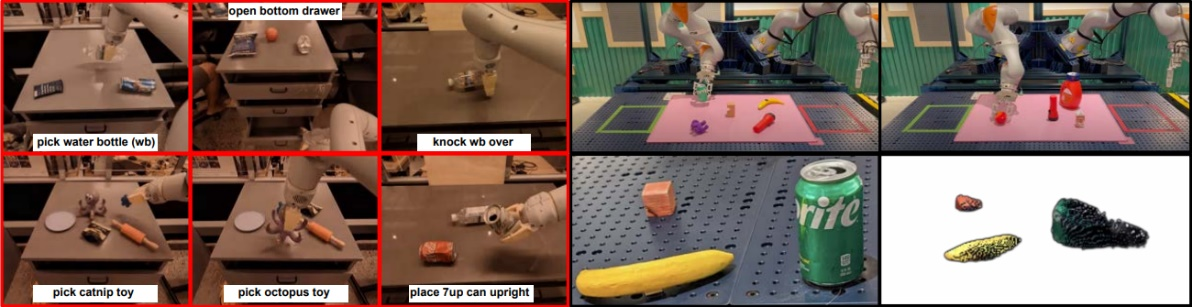 open bottom drawer
pick water bottle (wb)
knock wb over
pick catnip toy
pick octopus toy
place 7up can upright
rite